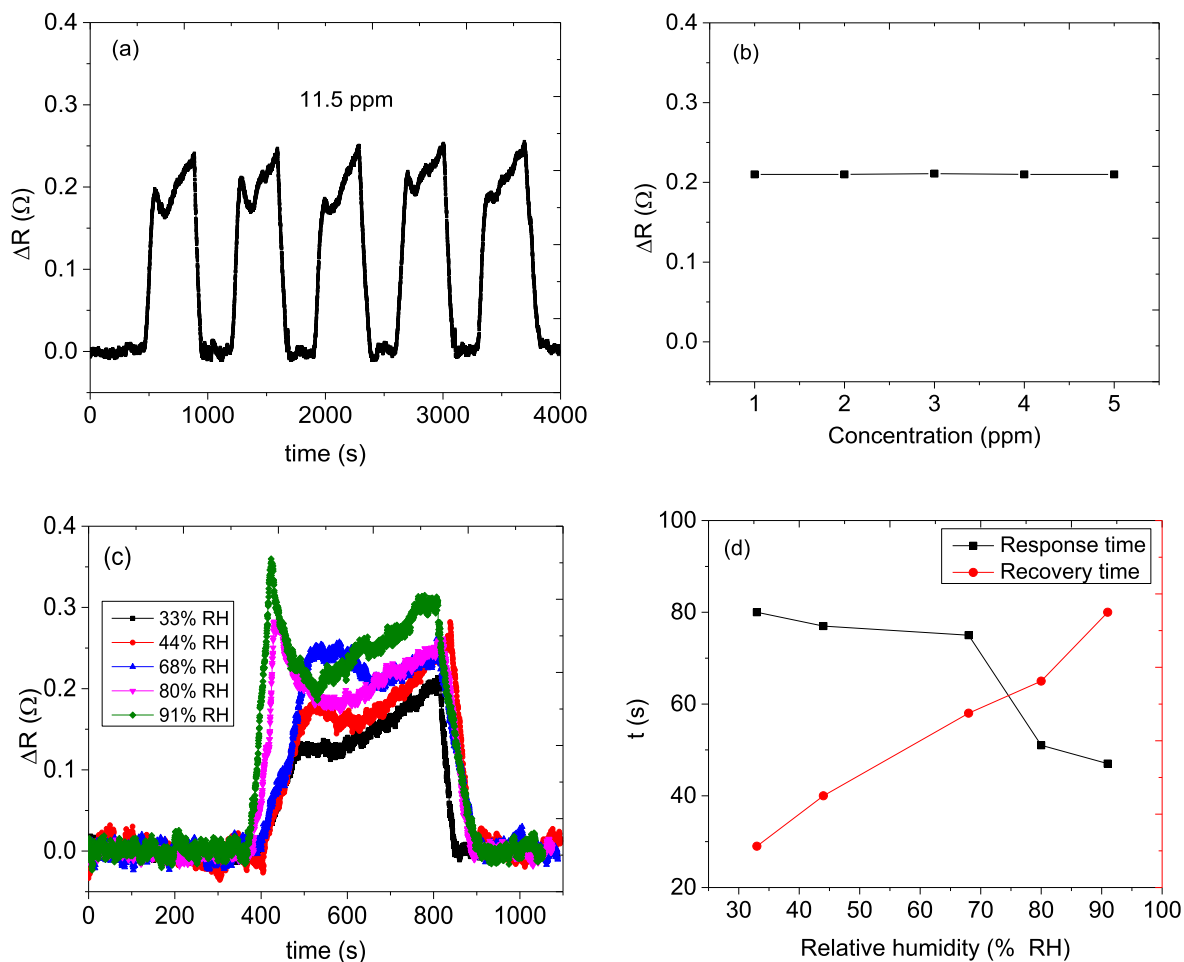 (a)
11.5 ppm
0.4
0.3
0.2
0.1
0.0
ΔR (Ω)
0 1000 2000 3000 4000
time (s)
(b)
0.4
0.3
0.2
0.1
0.0
ΔR (Ω)
1 2 3 4 5
Concentration (ppm)
(c)
33% RH
44% RH
68% RH
80% RH
91% RH
0.4
0.3
0.2
0.1
0.0
ΔR (Ω)
0 200 400 600 800 1000
time (s)
(d)
Response time
Recovery time
100
80
60
40
20
t (s)
30 40 50 60 70 80 90 100
Relative humidity (% RH)